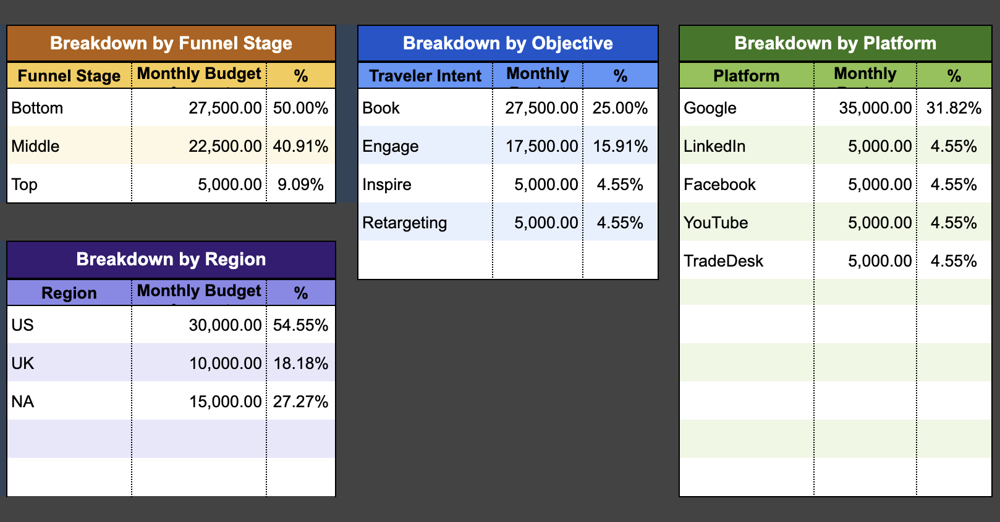 Breakdown by Funnel Stage
Funnel Stage Monthly Budget %
Bottom 27,500.00 50.00%
Middle 22,500.00 40.91%
Top 5,000.00 9.09%
Breakdown by Region
Region Monthly Budget %
US 30,000.00 54.55%
UK 10,000.00 18.18%
NA 15,000.00 27.27%
Breakdown by Objective
Traveler Intent Monthly %
Book 27,500.00 25.00%
Engage 17,500.00 15.91%
Inspire 5,000.00 4.55%
Retargeting 5,000.00 4.55%
Breakdown by Platform
Platform Monthly %
Google 35,000.00 31.82%
LinkedIn 5,000.00 4.55%
Facebook 5,000.00 4.55%
YouTube 5,000.00 4.55%
TradeDesk 5,000.00 4.55%